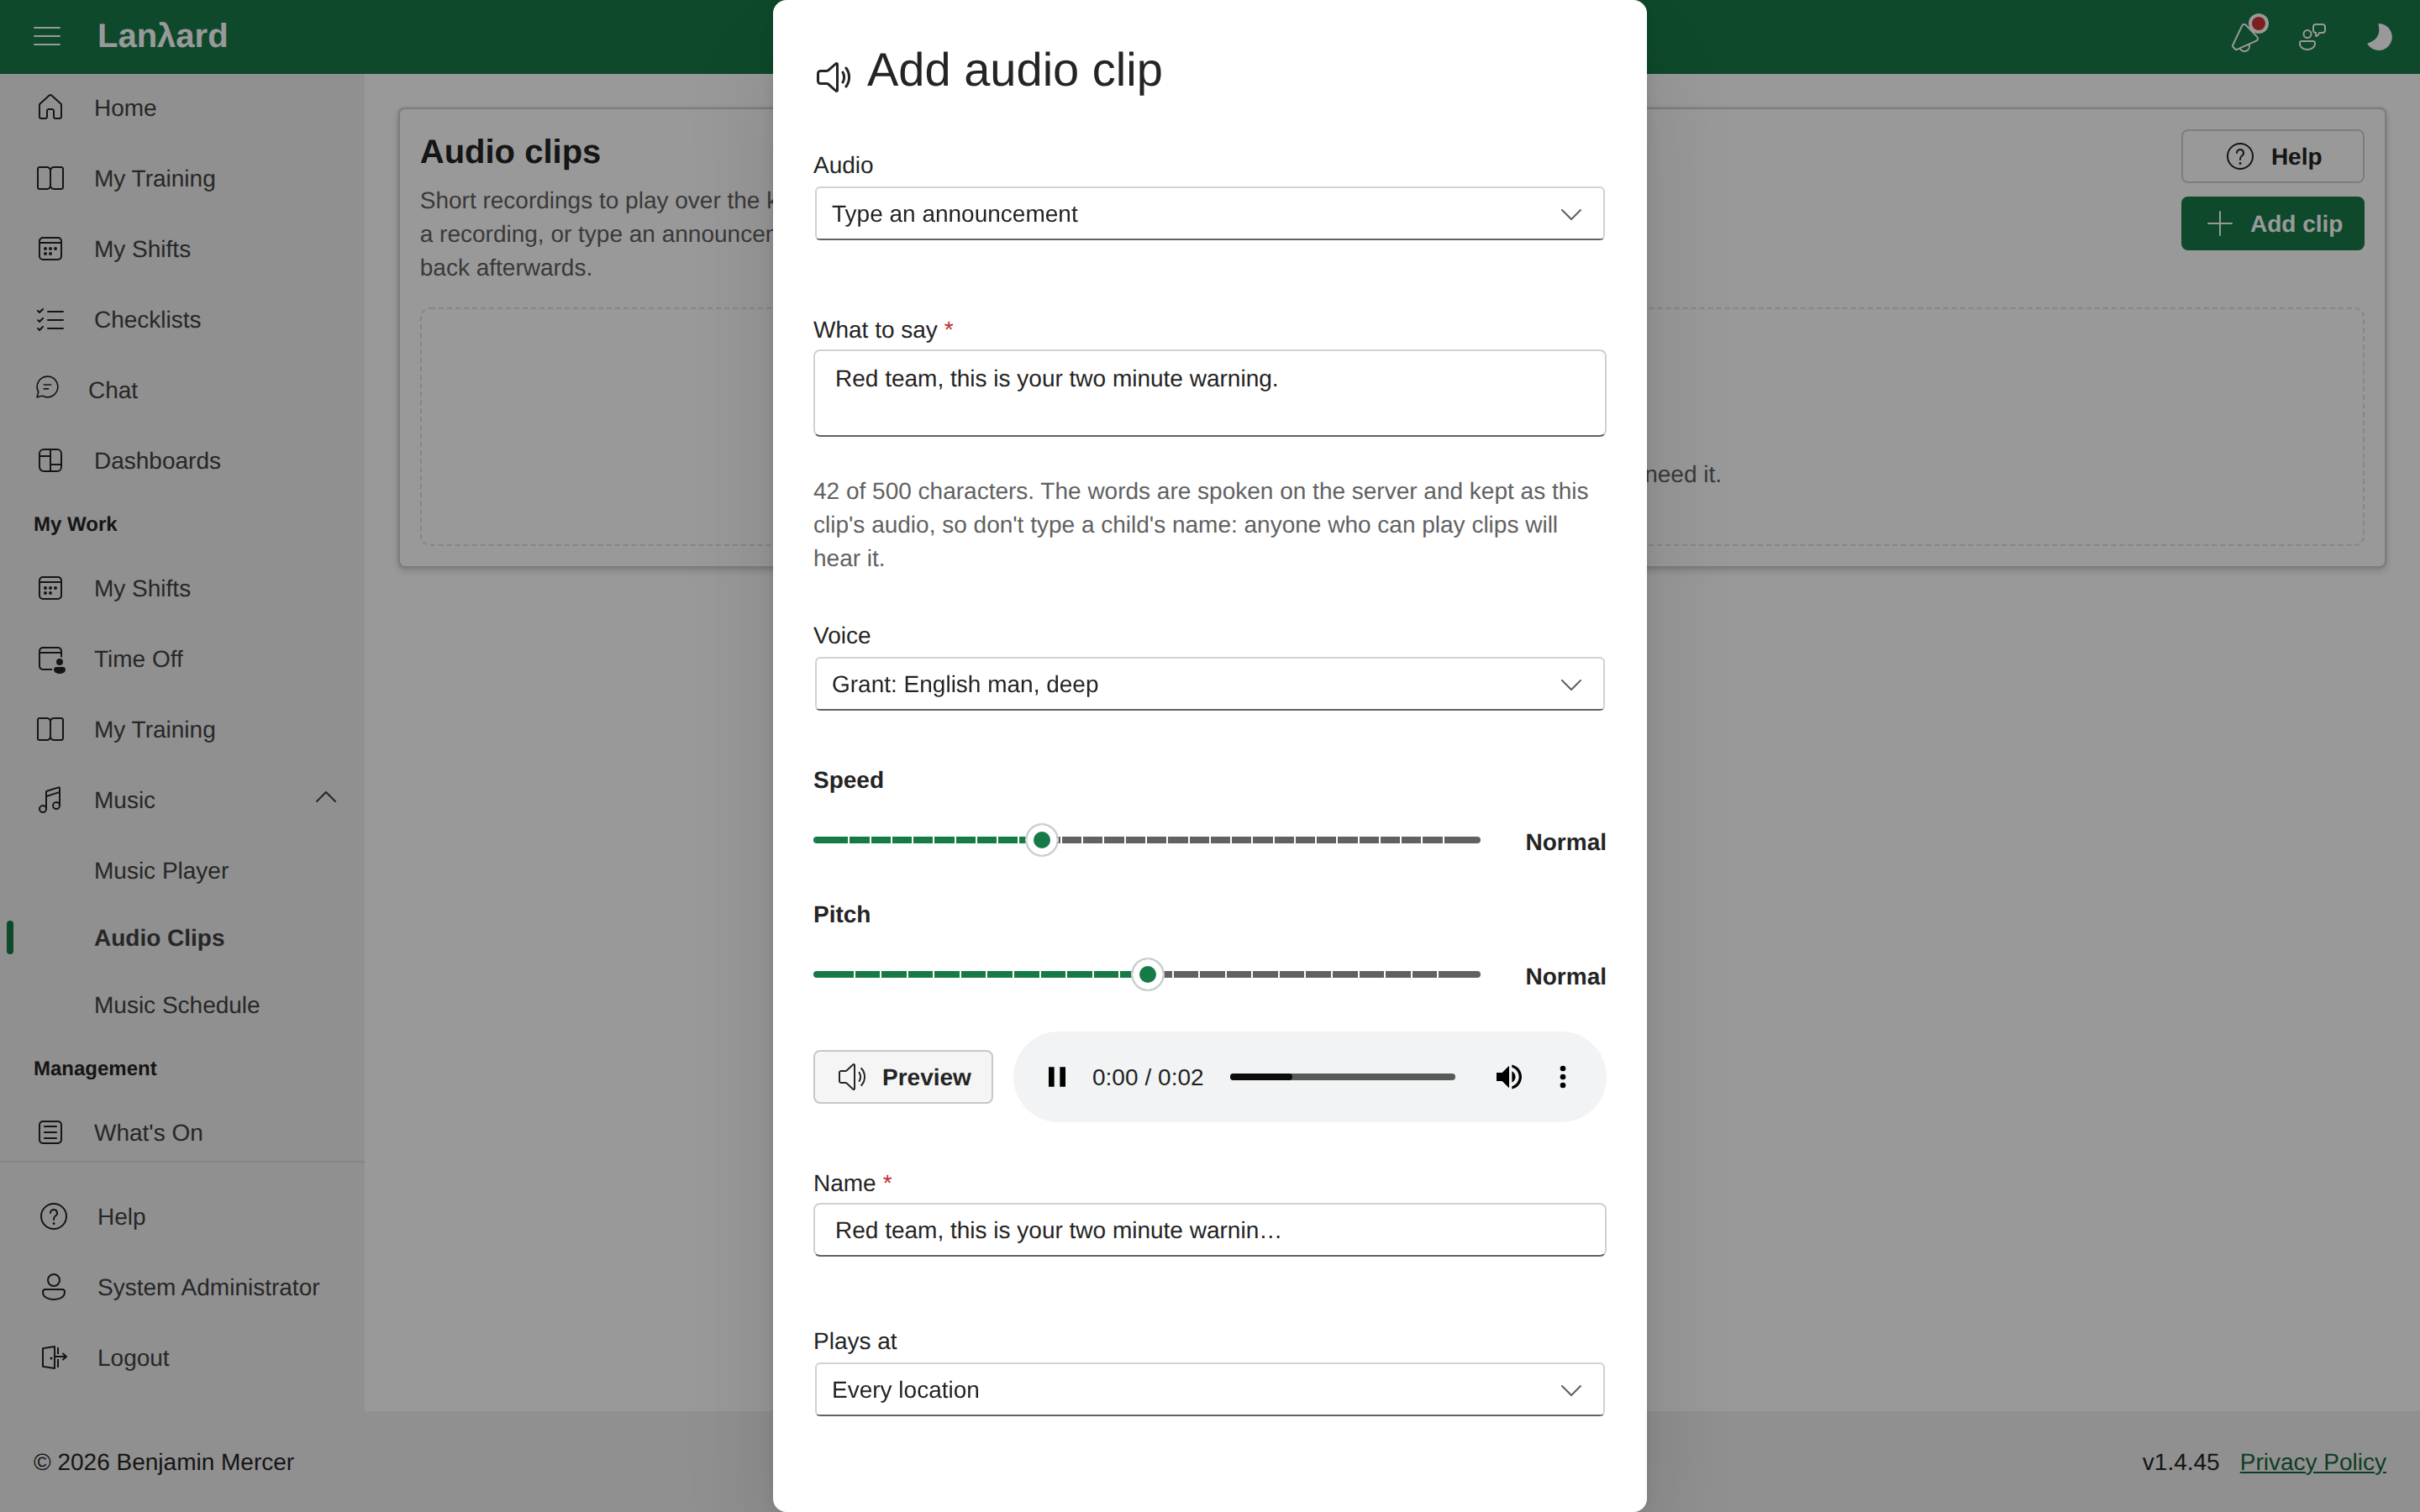 Lanλard
Home
My Training
My Shifts
Checklists
Chat
Dashboards
My Work
My Shifts
Time Off
My Training
Music
Music Player
Audio Clips
Music Schedule
Management
What's On
Help
System Administrator
Logout
Audio clips
Short recordings to play over the
a recording, or type an
back afterwards.
Help
Add clip
need it.
Add audio clip
Audio
Type an announcement
What to say *
Red team, this is your two minute warning.
42 of 500 characters. The words are spoken on the server and kept as this
clip's audio, so don't type a child's name: anyone who can play clips will
hear it.
Voice
Grant: English man, deep
Speed
Normal
Pitch
Normal
Preview
0:00 / 0:02
Name *
Red team, this is your two minute warnin…
Plays at
Every location
© 2026 Benjamin Mercer
v1.4.45 Privacy Policy